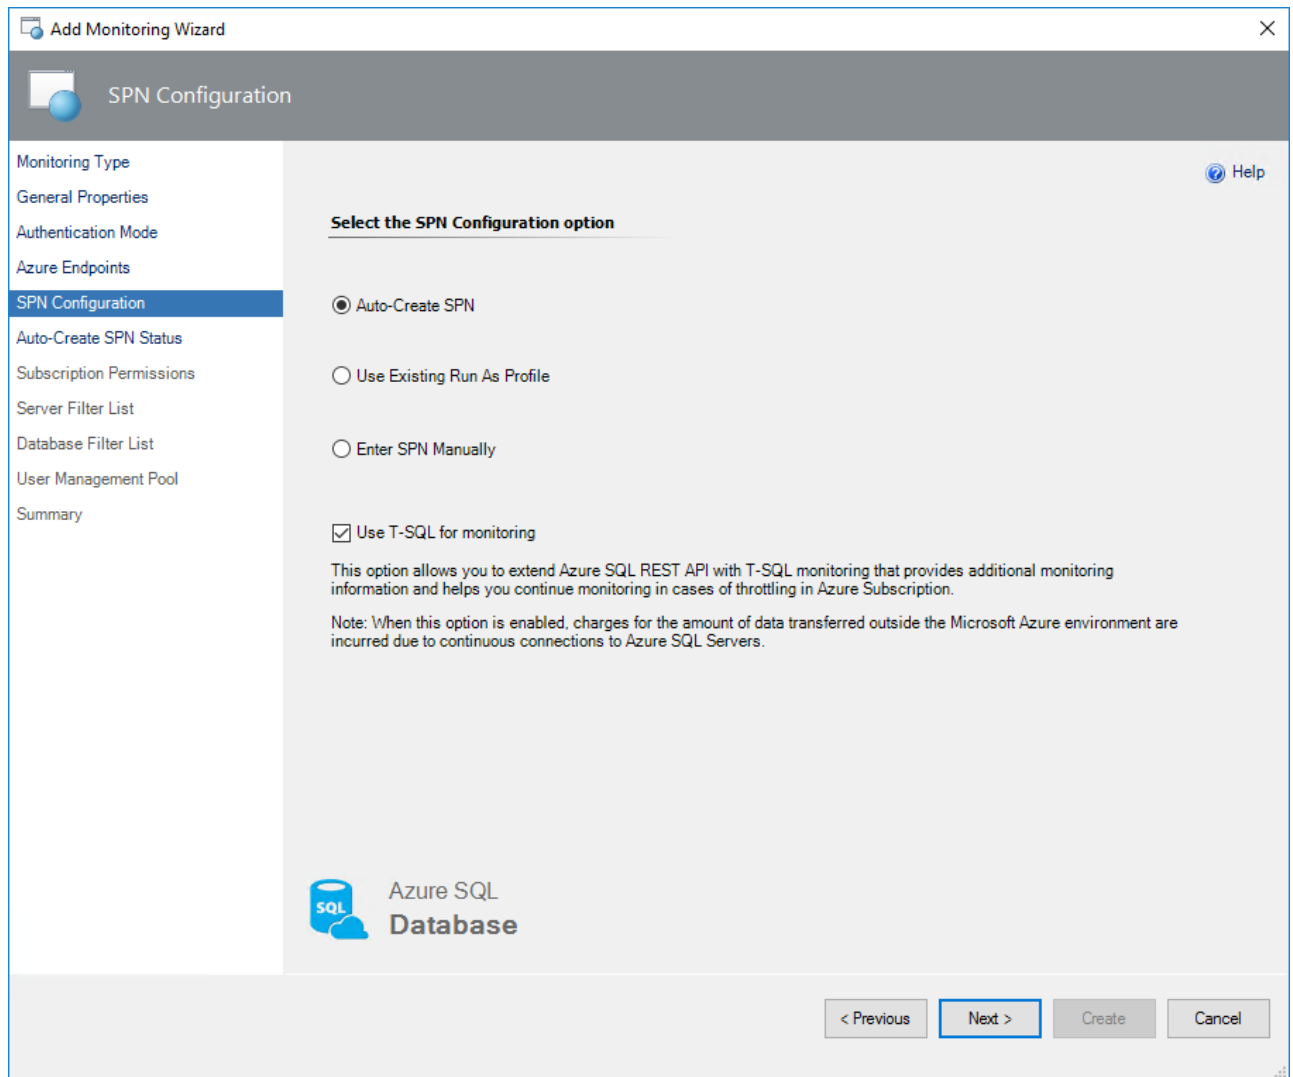 Add Monitoring Wizard
SPN Configuration
Monitoring Type
General Properties
Authentication Mode
Azure Endpoints
SPN Configuration
Auto-Create SPN Status
Subscription Permissions
Server Filter List
Database Filter List
User Management Pool
Summary
Help
Select the SPN Configuration option
Auto-Create SPN
Use Existing Run As Profile
Enter SPN Manually
Use T-SQL for monitoring
This option allows you to extend Azure SQL REST API with T-SQL monitoring that provides additional monitoring
information and helps you continue monitoring in cases of throttling in Azure Subscription.
Note: When this option is enabled, charges for the amount of data transferred outside the Microsoft Azure environment are
incurred due to continuous connections to Azure SQL Servers.
SQL
Azure SQL
Database
< Previous
Next >
Create
Cancel